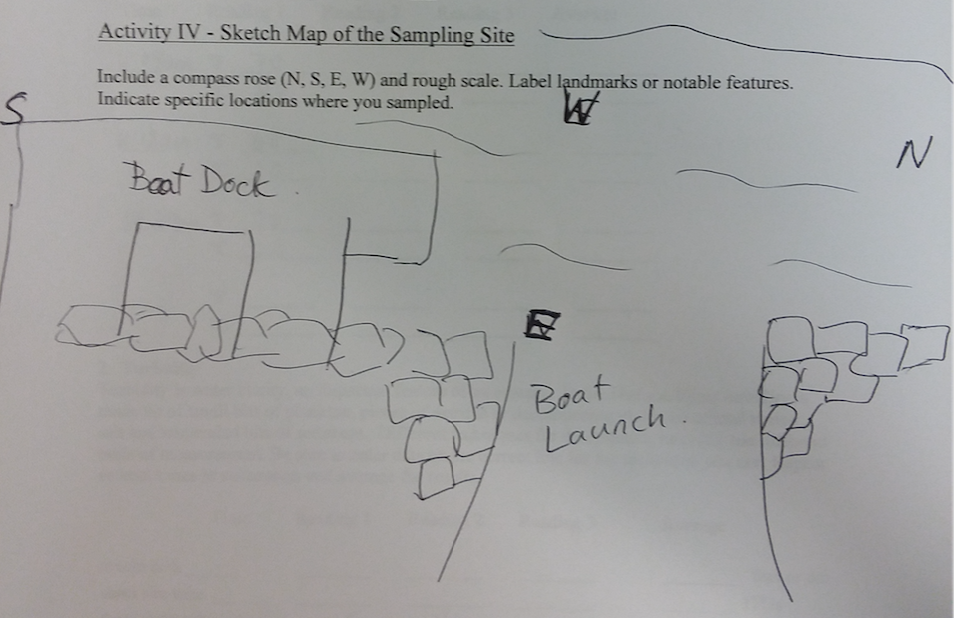 Activity IV - Sketch Map of the Sampling Site
Include a compass rose (N, S, E, W) and rough scale. Label landmarks or notable features.
Indicate specific locations where you sampled.
S
W
N
Boat Dock.
E
Boat
Launch.